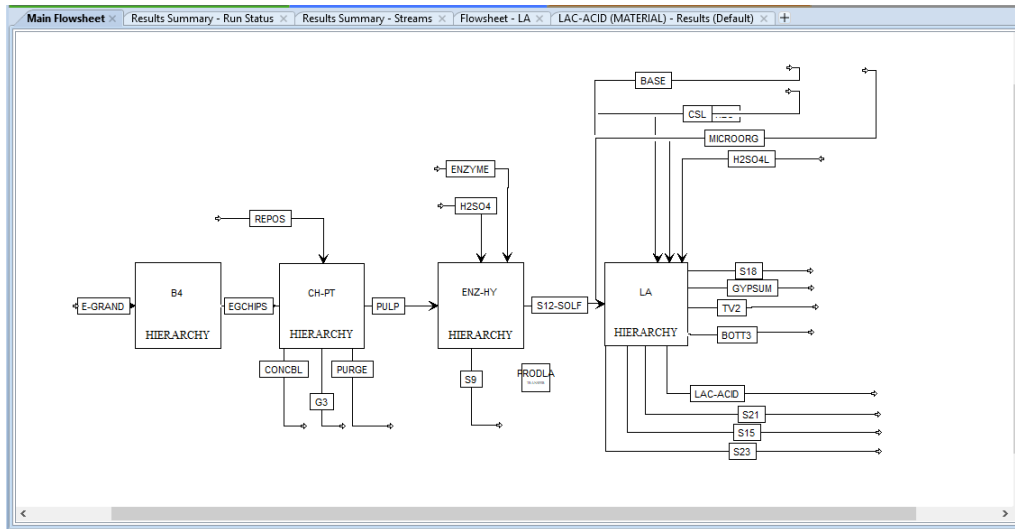 Main Flowsheet
Results Summary - Run Status
Results Summary - Streams
Flowsheet - LA
LAC-ACID (MATERIAL) - Results (Default)
BASE
CSL
MICROORG
H2SO4L
ENZYME
H2SO4
REPOS
B4
HIERARCHY
CH-PT
HIERARCHY
ENZ-HY
HIERARCHY
LA
HIERARCHY
E-GRAND
EGCHIPS
PULP
S12-SOLF
S18
GYPSUM
TV2
BOTT3
CONCBL
G3
PURGE
S9
PRODLA
LAC-ACID
S21
S15
S23